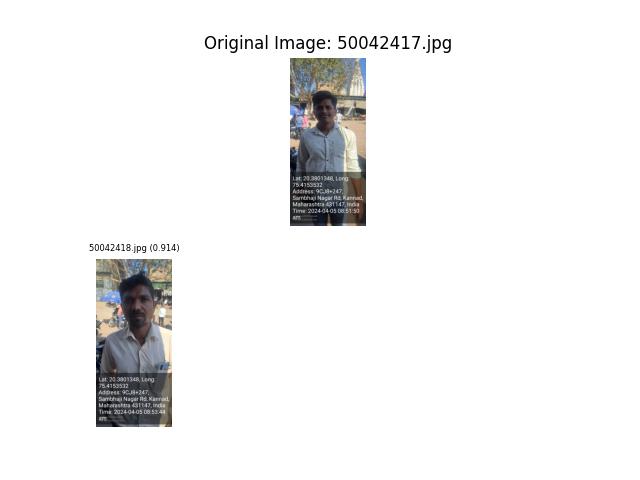 Original Image: 50042417.jpg
Lat: 20.3801348, Long:
75.4153532
Address: 9CJ8+247,
Sambhaji Nagar Rd, Kannad,
Maharashtra 431147, India
Time: 2024-04-05 08:51:50
am
50042418.jpg (0.914)
Lat: 20.3801348, Long:
75.4153532
Address: 9CJ8+247,
Sambhaji Nagar Rd, Kannad,
Maharashtra 431147, India
Time: 2024-04-05 08:53:44
am